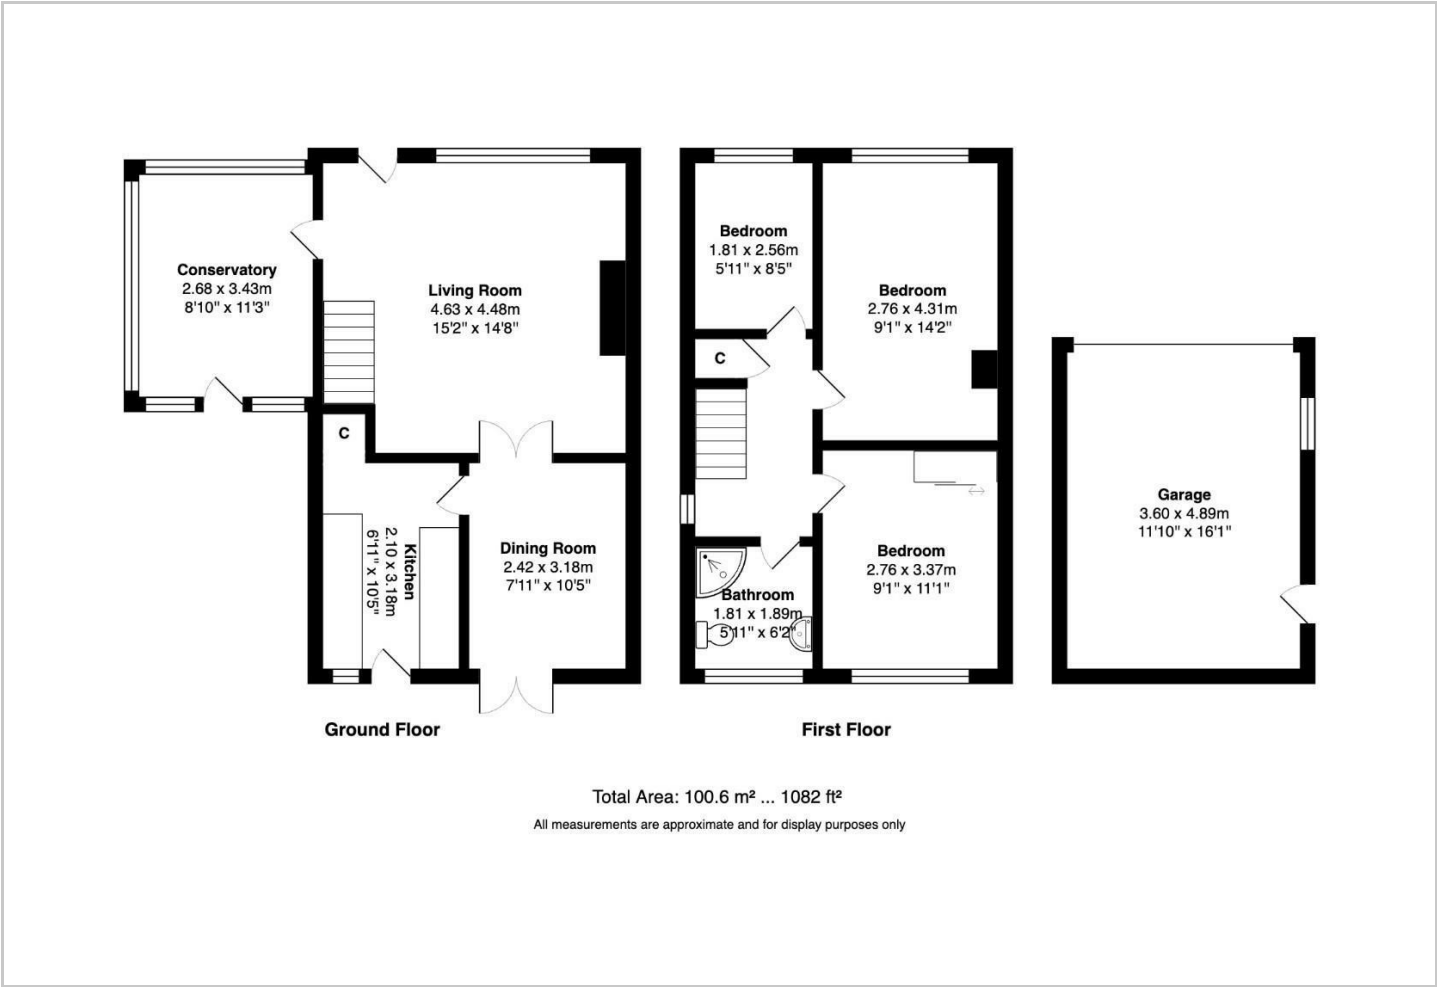 Conservatory
2.68 x 3.43m
8'10" x 11'3"
Living Room
4.63 x 4.48m
15'2" x 14'8"
C
Kitchen
2.10 x 3.18m
6'11" x 10'5"
Dining Room
2.42 x 3.18m
7'11" x 10'5"
Ground Floor
Bedroom
1.81 x 2.56m
5'11" x 8'5"
Bedroom
2.76 x 4.31m
9'1" x 14'2"
C
Bedroom
2.76 x 3.37m
9'1" x 11'1"
Bathroom
1.81 x 1.89m
5'11" x 6'2"
First Floor
Garage
3.60 x 4.89m
11'10" x 16'1"
Total Area: 100.6 m² ... 1082 ft²
All measurements are approximate and for display purposes only